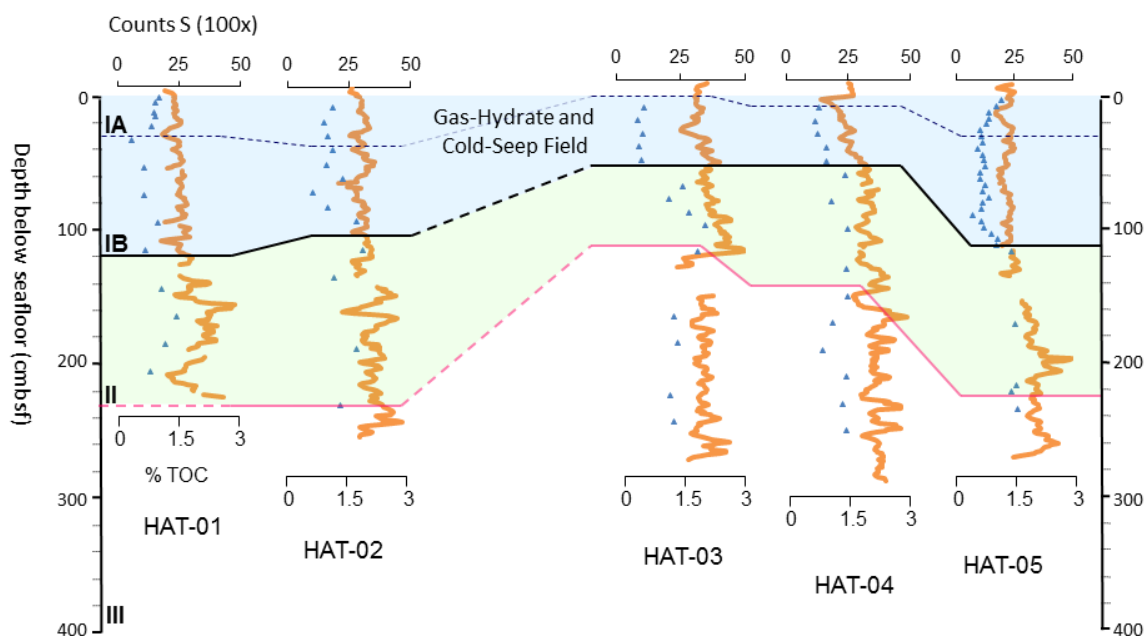 Counts S (100x)
0 25 50
0 25 50
0 25 50
0 25 50
0 25 50
Gas-Hydrate and
Cold-Seep Field
IA
IB
II
III
Depth below seafloor (cmbsf)
0
100
200
300
400
0
100
200
300
400
0 1.5 3
0 1.5 3
0 1.5 3
0 1.5 3
0 1.5 3
% TOC
HAT-01
HAT-02
HAT-03
HAT-04
HAT-05